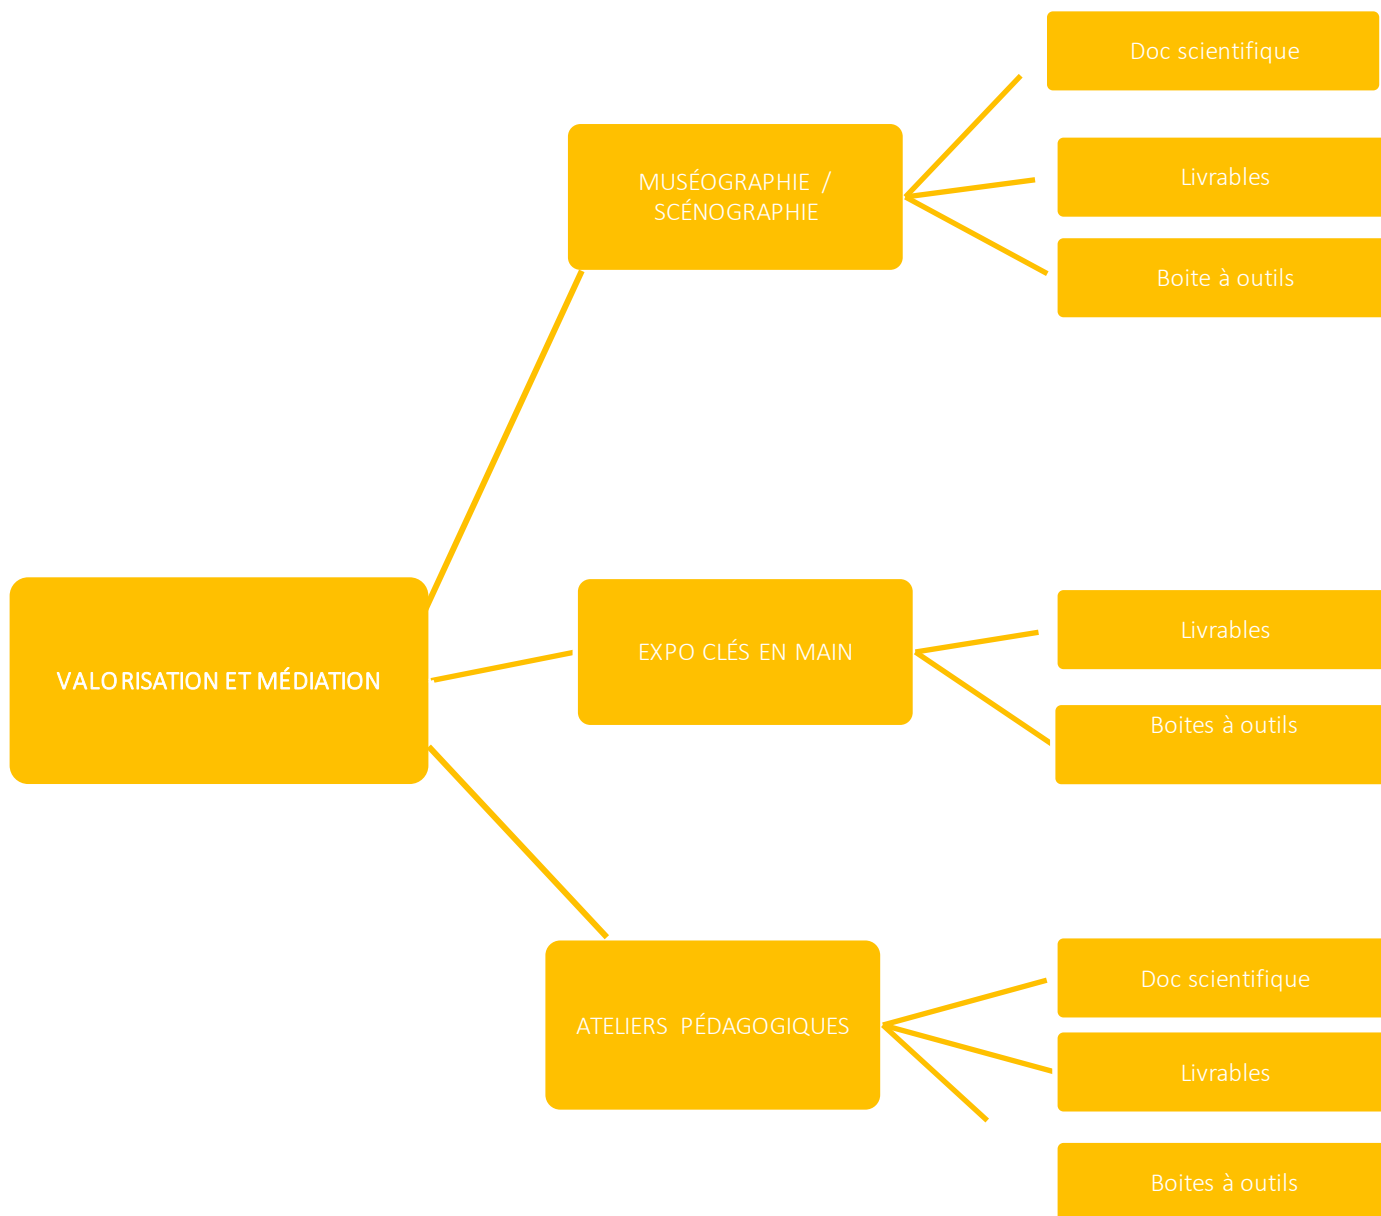 Doc scientifique
MUSÉOGRAPHIE /
SCÉNOGRAPHIE
Livrables
Boite à outils
VALORISATION ET MÉDIATION
EXPO CLÉS EN MAIN
Livrables
Boites à outils
ATELIERS PÉDAGOGIQUES
Doc scientifique
Livrables
Boites à outils